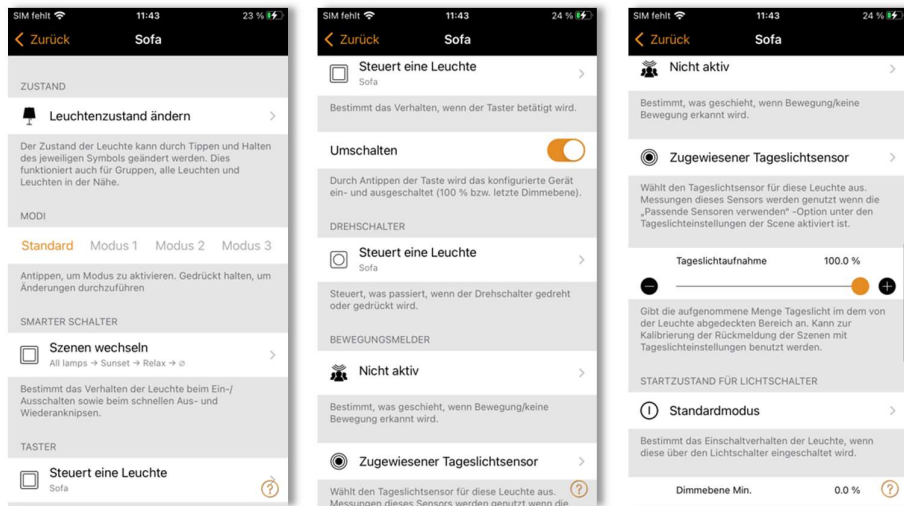 SIM fehlt 11:43 23 %
Zurück Sofa
ZUSTAND
Leuchtenzustand ändern
Der Zustand der Leuchte kann durch Tippen und Halten
des jeweiligen Symbols geändert werden. Dies
funktioniert auch für Gruppen, alle Leuchten und
Leuchten in der Nähe.
MODI
Standard Modus 1 Modus 2 Modus 3
Antippen, um Modus zu aktivieren. Gedrückt halten, um
Änderungen durchzuführen
SMARTER SCHALTER
Szenen wechseln
All lamps → Sunset → Relax → ∅
Bestimmt das Verhalten der Leuchte beim Ein-/
Ausschalten sowie beim schnellen Aus- und
Wiederanknipsen.
TASTER
Steuert eine Leuchte
Sofa
?
SIM fehlt 11:43 24 %
Zurück Sofa
Steuert eine Leuchte
Sofa
Bestimmt das Verhalten, wenn der Taster betätigt wird.
Umschalten
Durch Antippen der Taste wird das konfigurierte Gerät
ein- und ausgeschaltet (100 % bzw. letzte Dimmebene).
DREHSCHALTER
Steuert eine Leuchte
Sofa
Steuert, was passiert, wenn der Drehschalter gedreht
oder gedrückt wird.
BEWEGUNGSMELDER
Nicht aktiv
Bestimmt, was geschieht, wenn Bewegung/keine
Bewegung erkannt wird.
Zugewiesener Tageslichtsensor
Wählt den Tageslichtsensor für diese Leuchte aus.
Messungen dieses Sensors werden genutzt wenn die
?
SIM fehlt 11:43 24 %
Zurück Sofa
Nicht aktiv
Bestimmt, was geschieht, wenn Bewegung/keine
Bewegung erkannt wird.
Zugewiesener Tageslichtsensor
Wählt den Tageslichtsensor für diese Leuchte aus.
Messungen dieses Sensors werden genutzt wenn die
„Passende Sensoren verwenden“ -Option unter den
Tageslichteinstellungen der Scene aktiviert ist.
Tageslichtaufnahme 100.0 %
Gibt die aufgenommene Menge Tageslicht im dem von
der Leuchte abgedeckten Bereich an. Kann zur
Kalibrierung der Rückmeldung der Szenen mit
Tageslichteinstellungen benutzt werden.
STARTZUSTAND FÜR LICHTSCHALTER
Standardmodus
Bestimmt das Einschaltverhalten der Leuchte, wenn
diese über den Lichtschalter eingeschaltet wird.
Dimmebene Min. 0.0 %
?